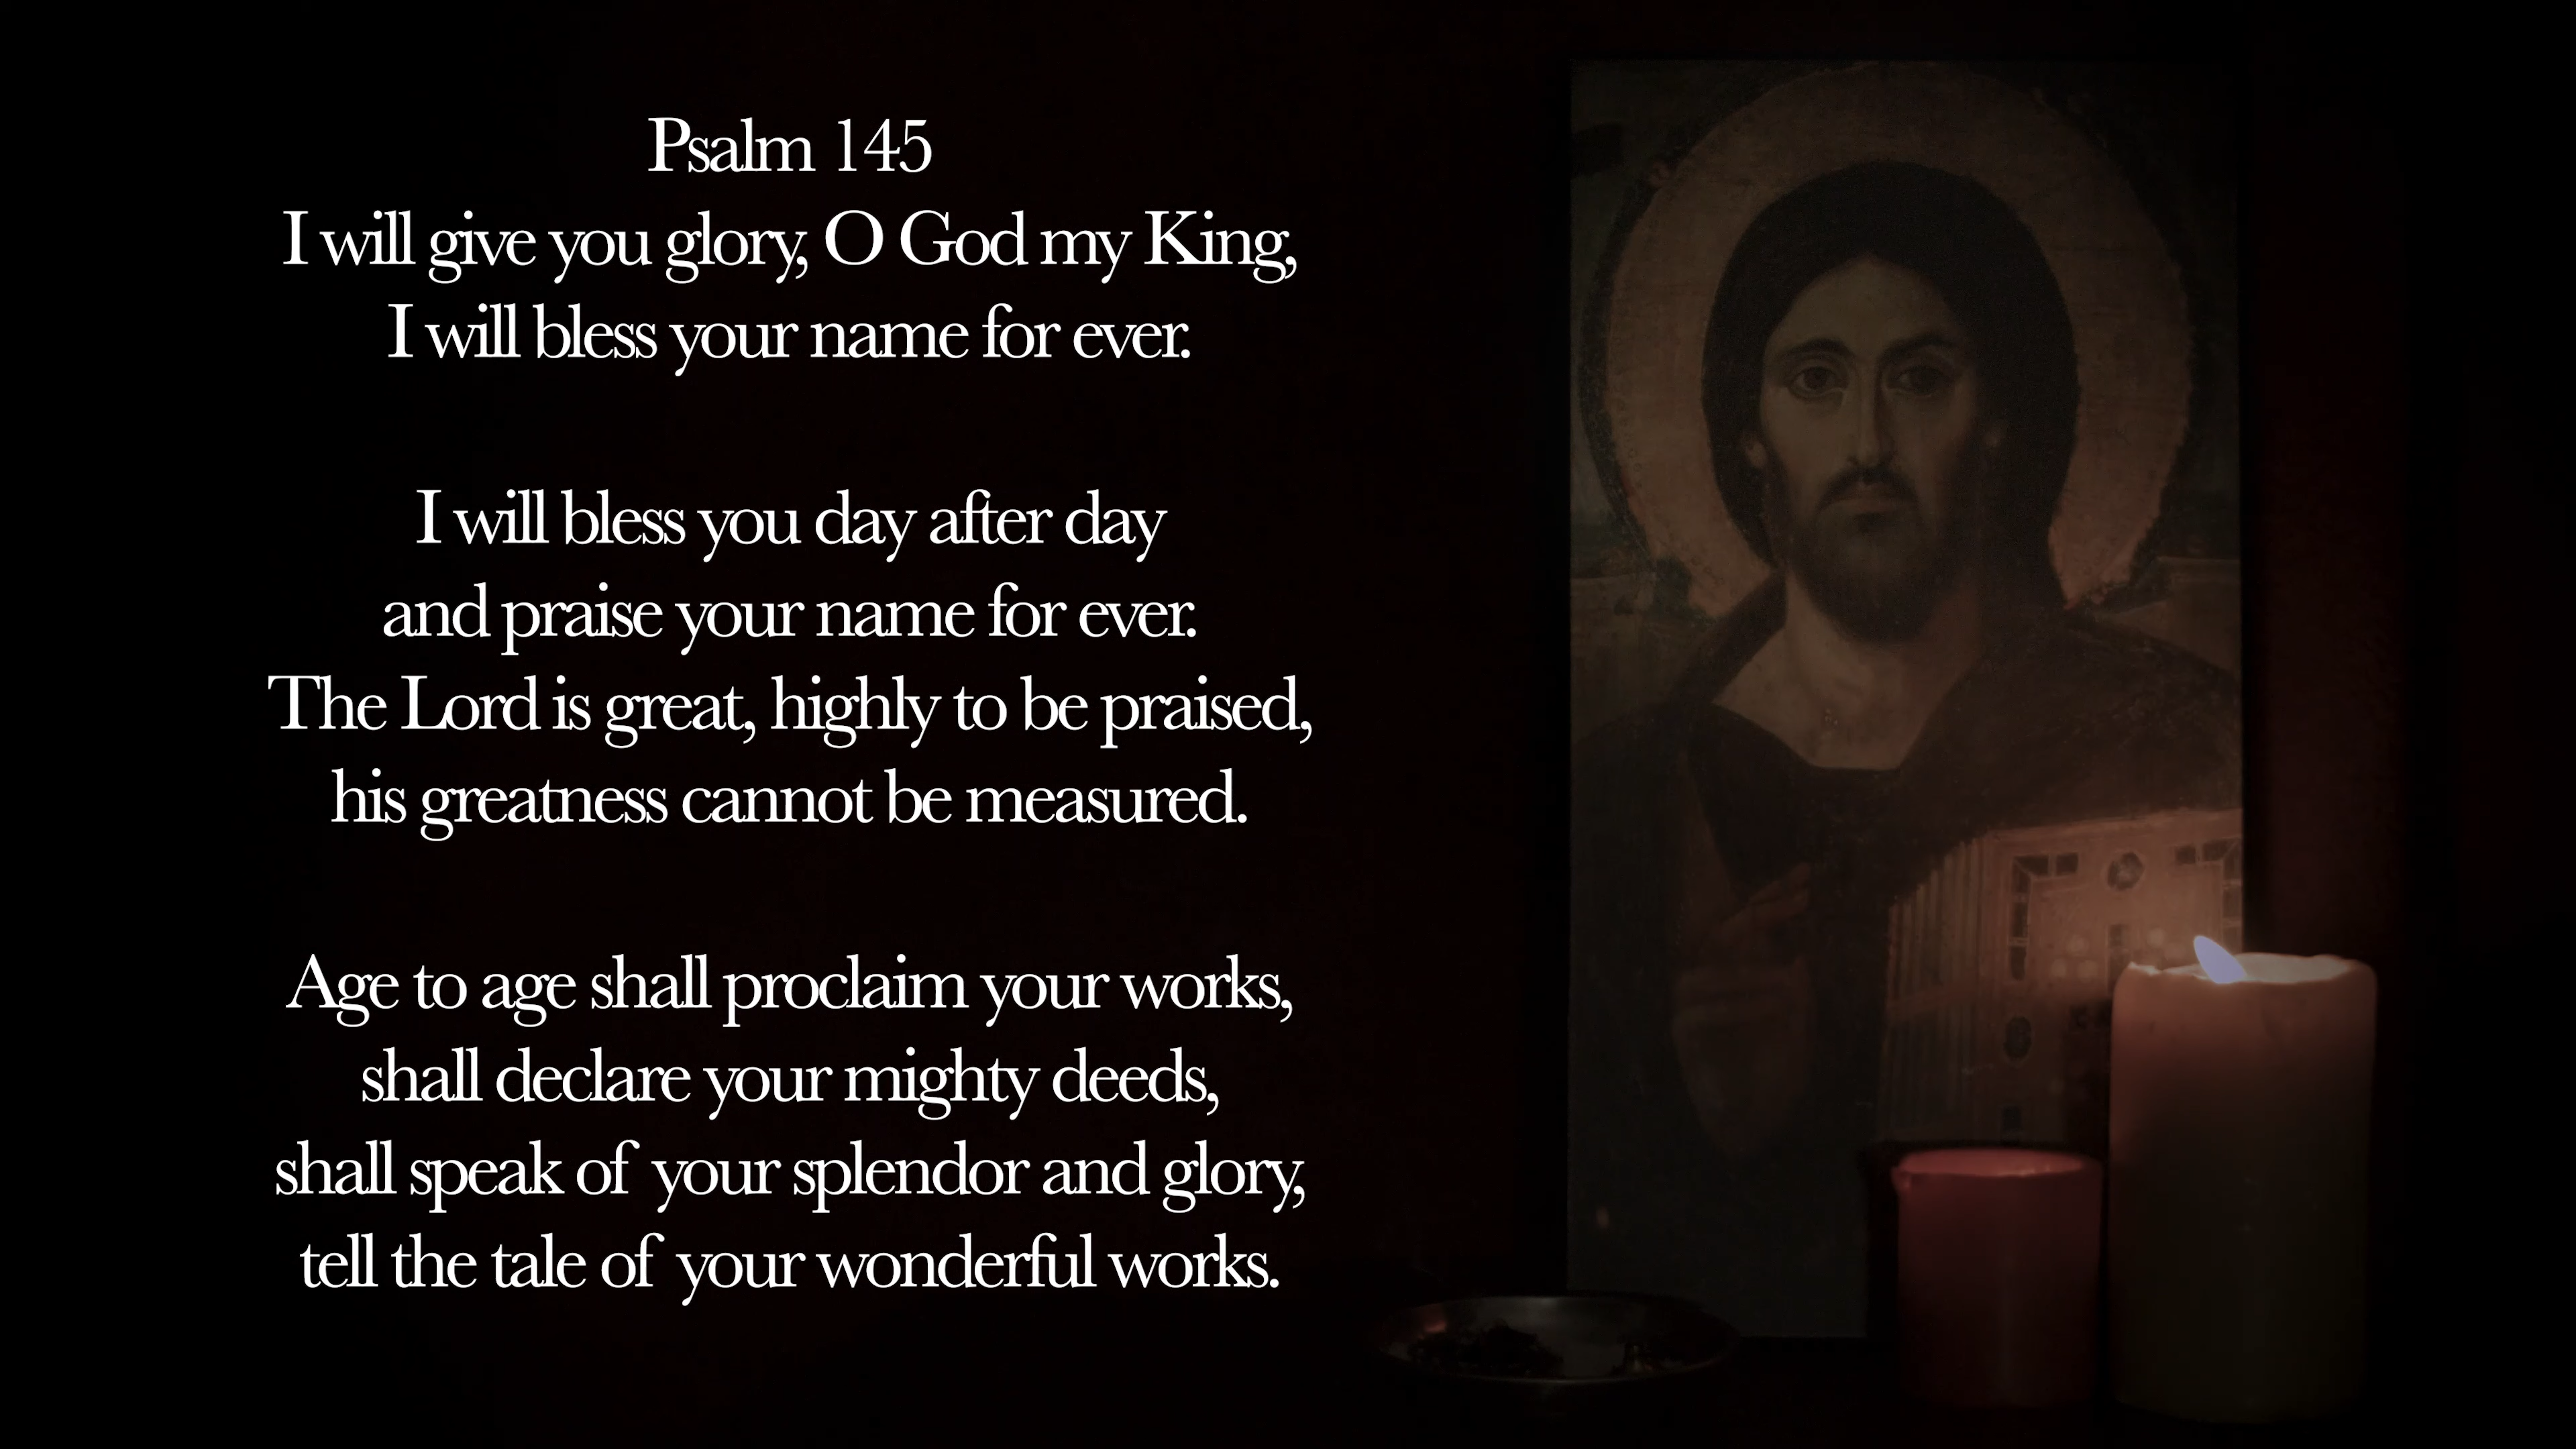 Psalm 145
I will give you glory, O God my King,
I will bless your name for ever.
I will bless you day after day
and praise your name for ever.
The Lord is great, highly to be praised,
his greatness cannot be measured.
Age to age shall proclaim your works,
shall declare your mighty deeds,
shall speak of your splendor and glory,
tell the tale of your wonderful works.